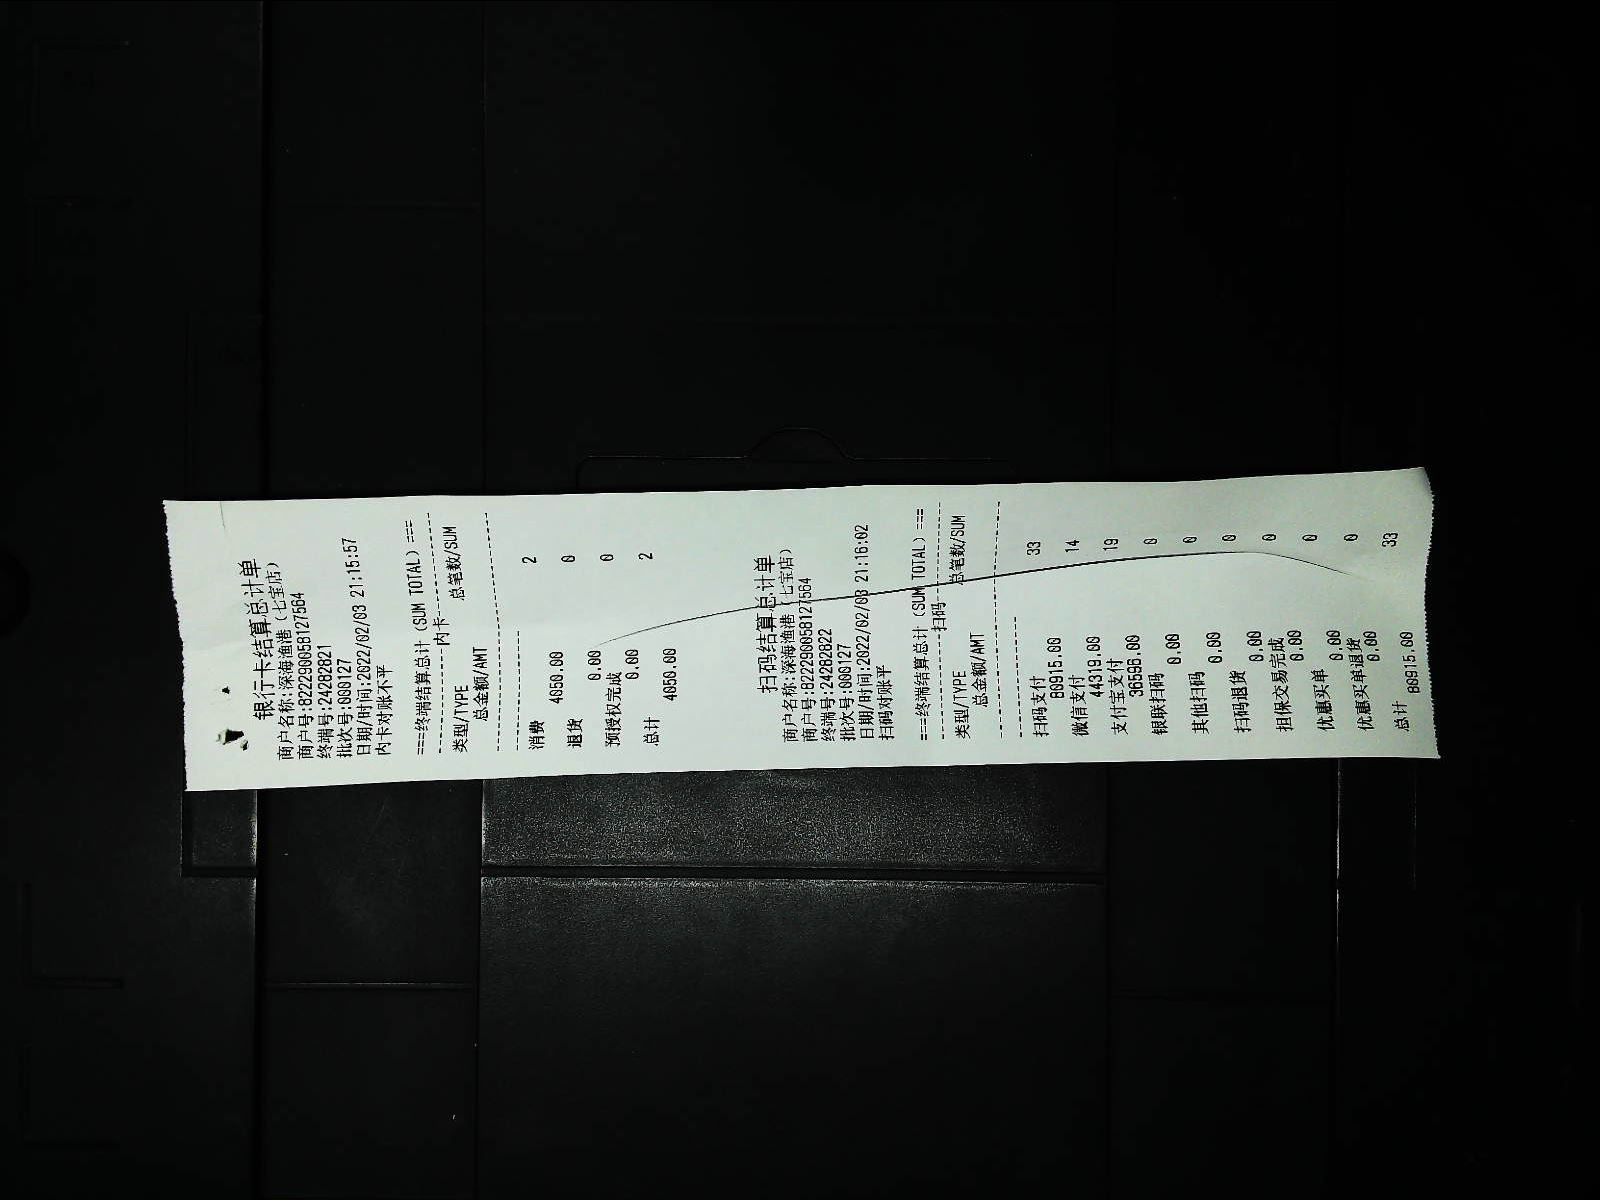 银行卡结算总计单
商户名称:深海渔港（七宝店）
商户号:82229005812​7564
终端号:24282821
批次号:000127
日期/时间:2022/02/03 21:15:57
内卡对账不平
===终端结算总计（SUM TOTAL）===
---内卡---
类型/TYPE 总笔数/SUM
总金额/AMT
消费 2
4050.00
退货 0
0.00
预授权完成 0
0.00
总计 2
4050.00
扫码结算总计单
商户名称:深海渔港（七宝店）
商户号:822290058127564
终端号:24282822
批次号:000127
日期/时间:2022/02/03 21:16:02
扫码对账平
===终端结算总计（SUM TOTAL）===
---扫码---
类型/TYPE 总笔数/SUM
总金额/AMT
扫码支付 33
80915.00
微信支付 14
44319.00
支付宝支付 19
36596.00
银联扫码 0
0.00
其他扫码 0
0.00
扫码退货 0
0.00
担保交易完成 0
0.00
优惠买单 0
0.00
优惠买单退货 0
0.00
总计 33
80915.00